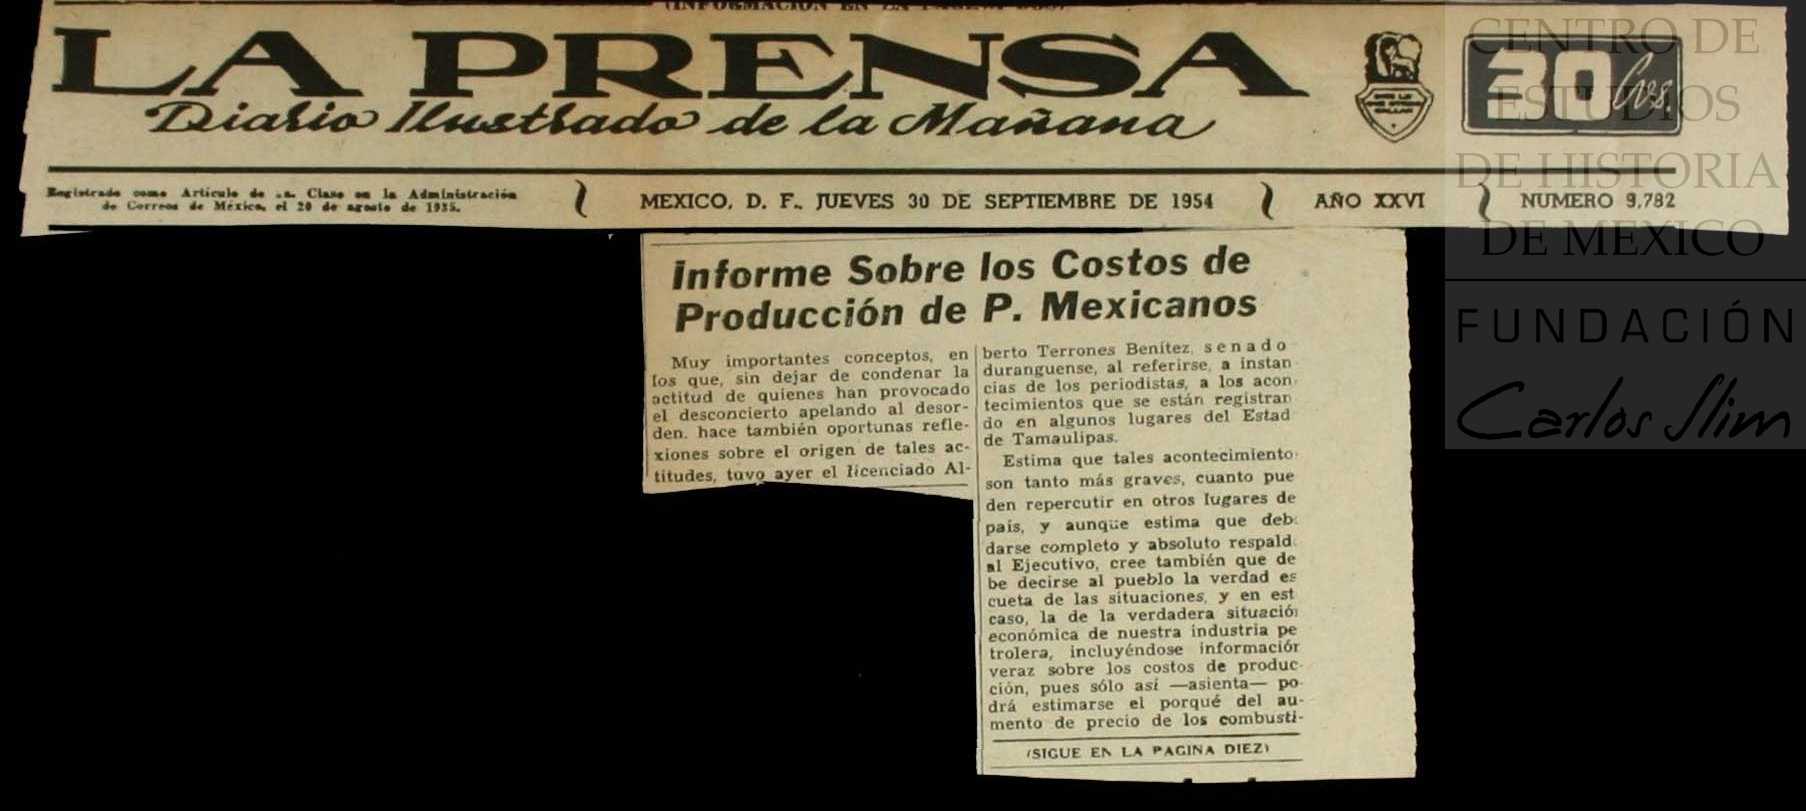 (INFORMACION EN LA PAGINA DOS)
LA PRENSA
Diario Ilustrado de la Mañana
30 Cvs.
Registrado como Artículo de Clase en la Administración
de Correos de México, el 20 de agosto de 1935.
MEXICO, D. F., JUEVES 30 DE SEPTIEMBRE DE 1954
AÑO XXVI
NUMERO 9,782
CENTRO DE
ESTUDIOS
DE HISTORIA
DE MEXICO
FUNDACIÓN
Carlos Slim
Informe Sobre los Costos de
Producción de P. Mexicanos
Muy importantes conceptos, en
los que, sin dejar de condenar la
actitud de quienes han provocado
el desconcierto apelando al desor-
den. hace también oportunas refle-
xiones sobre el origen de tales ac-
titudes, tuvo ayer el licenciado Al-
berto Terrones Benítez, senado
duranguense, al referirse, a instan
cias de los periodistas, a los acon-
tecimientos que se están registran
do en algunos lugares del Estad
de Tamaulipas.
Estima que tales acontecimiento
son tanto más graves, cuanto pue
den repercutir en otros lugares de
país, y aunque estima que deb
darse completo y absoluto respald
al Ejecutivo, cree también que de
be decirse al pueblo la verdad es
cueta de las situaciones, y en est
caso, la de la verdadera situació
económica de nuestra industria pe
trolera, incluyéndose información
veraz sobre los costos de produc-
ción, pues sólo así —asienta— po-
drá estimarse el porqué del au-
mento de precio de los combusti-
(SIGUE EN LA PAGINA DIEZ)